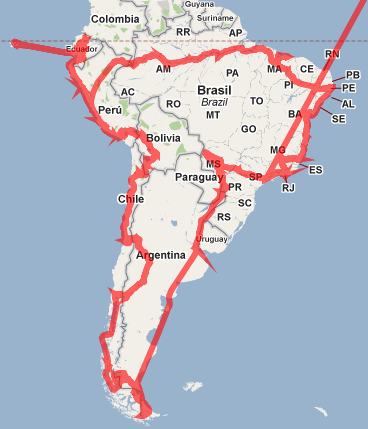 Guyana
Colombia
Suriname
RR
AP
Ecuador
RN
AM
PA
MA
CE
PB
PI
PE
AC
Brasil
Brazil
TO
AL
RO
BA
Perú
MT
SE
GO
Bolivia
MG
MS
ES
Paraguay
SP
PR
RJ
Chile
SC
RS
Uruguay
Argentina